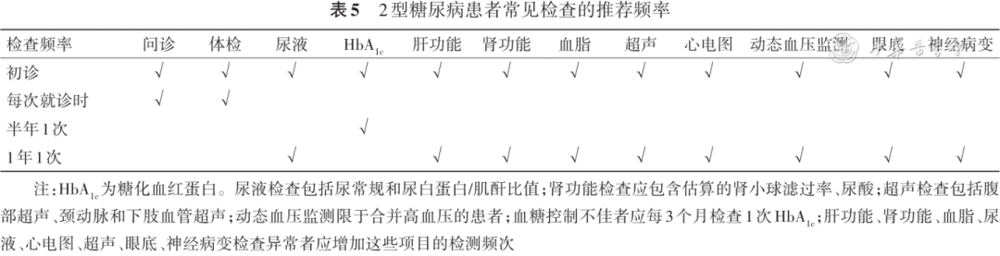 表5 2型糖尿病患者常见检查的推荐频率
检查频率 问诊 体检 尿液 HbA1c 肝功能 肾功能 血脂 超声 心电图 动态血压监测 眼底 神经病变
初诊 √ √ √ √ √ √ √ √ √ √ √ √
每次就诊时 √ √
半年1次 √
1年1次 √ √ √ √ √ √ √ √ √
注:HbA1c为糖化血红蛋白。尿液检查包括尿常规和尿白蛋白/肌酐比值;肾功能检查应包含估算的肾小球滤过率、尿酸;超声检查包括腹
部超声、颈动脉和下肢血管超声;动态血压监测限于合并高血压的患者;血糖控制不佳者应每3个月检查1次HbA1c;肝功能、肾功能、血脂、尿
液、心电图、超声、眼底、神经病变检查异常者应增加这些项目的检测频次